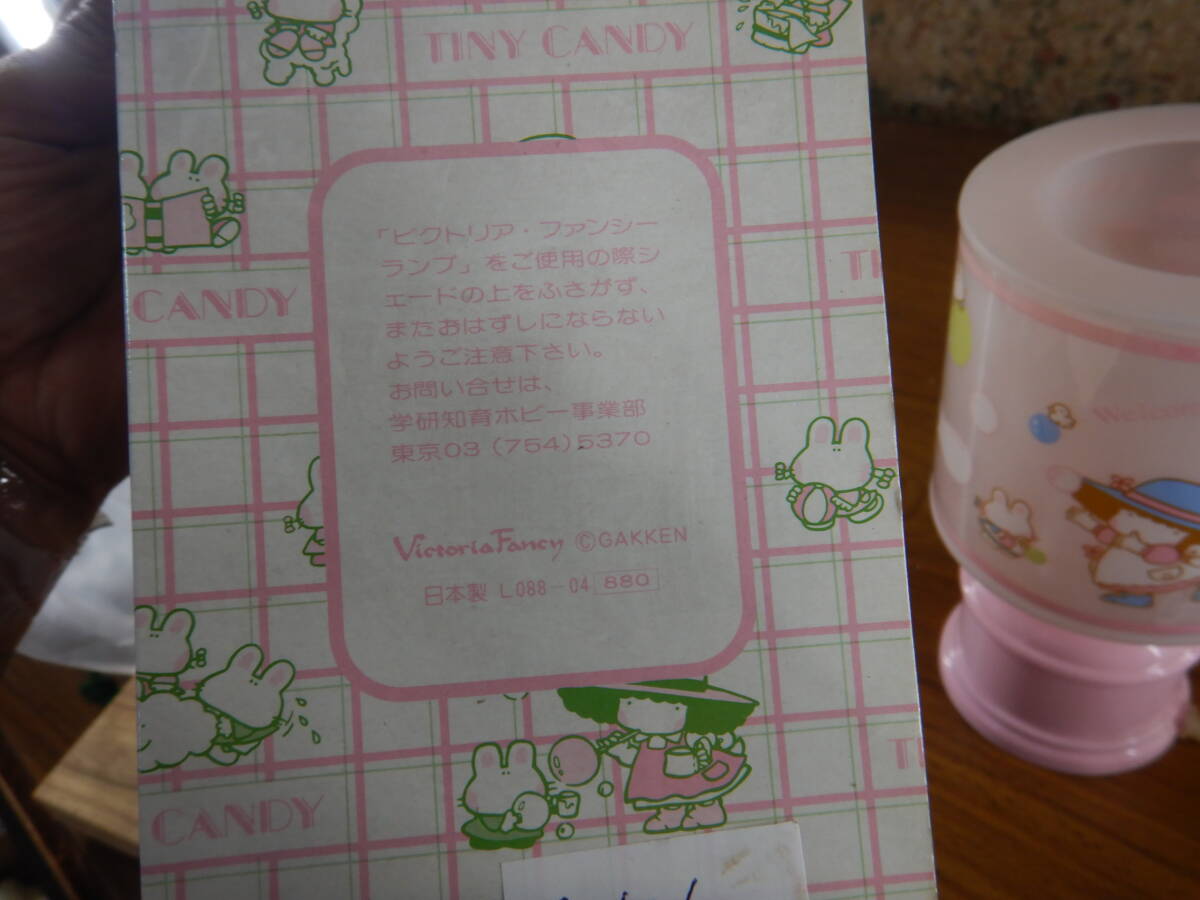 TINY CANDY
「ビクトリア・ファンシー
ランプ」をご使用の際シ
ェードの上をふさがず、
またおはずしにならない
ようご注意下さい。
お問い合せは、
学研知育ホビー事業部
東京03(754)5370
Victoria Fancy ©GAKKEN
日本製 L088-04 880
CANDY
CANDY